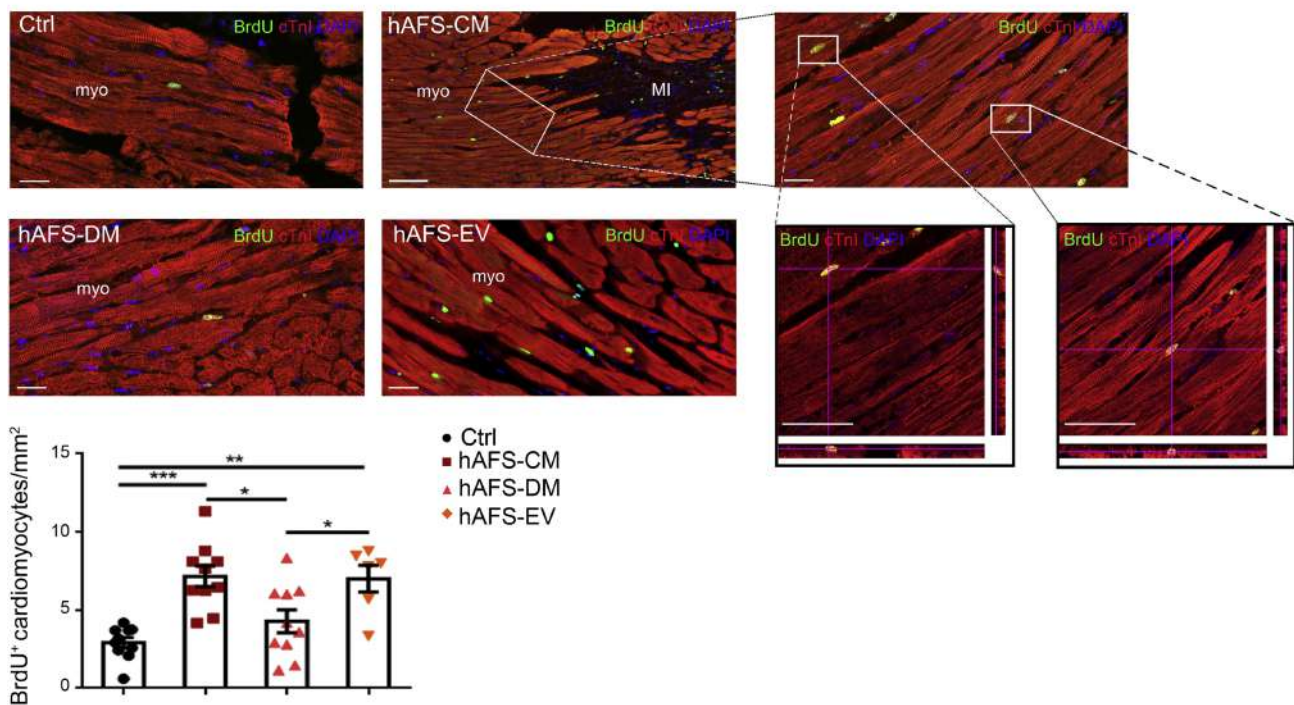 Ctrl
BrdU cTnI DAPI
myo
hAFS-CM
BrdU cTnI DAPI
myo
MI
BrdU cTnI DAPI
hAFS-DM
BrdU cTnI DAPI
myo
hAFS-EV
BrdU cTnI DAPI
myo
BrdU cTnI DAPI
BrdU cTnI DAPI
BrdU⁺ cardiomyocytes/mm²
15
10
5
0
***
**
*
*
Ctrl
hAFS-CM
hAFS-DM
hAFS-EV